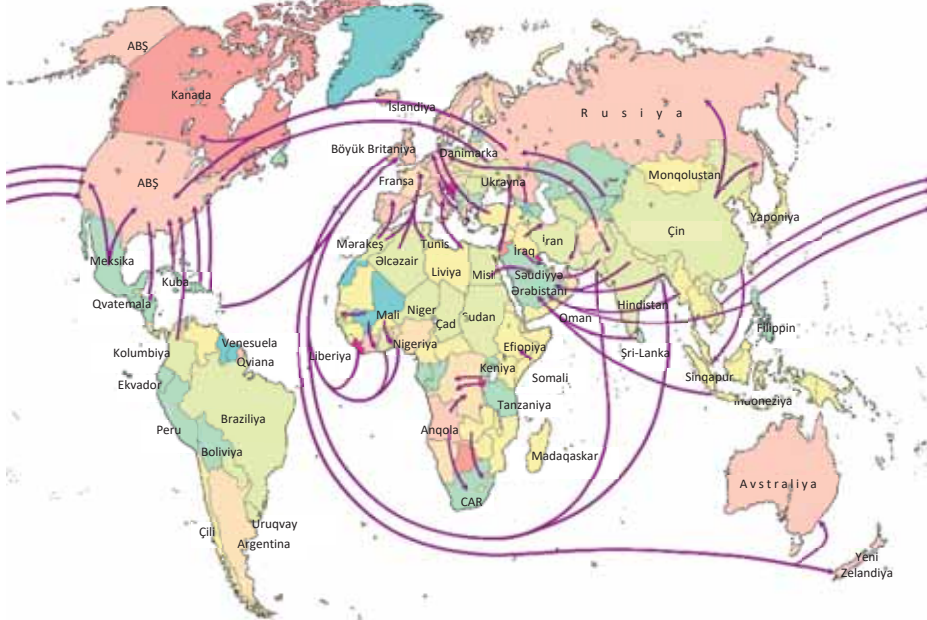 ABŞ
Kanada
İslandiya
R u s i y a
Böyük Britaniya
Danimarka
ABŞ
Fransa
Ukrayna
Monqolustan
Yaponiya
Çin
Mərakeş
Tunis
İraq
İran
Əlcəzair
Liviya
Misi
Səudiyyə
Ərəbistanı
Meksika
Kuba
Qvatemala
Mali
Niger
Çad
Sudan
Oman
Hindistan
Filippin
Kolumbiya
Venesuela
Qviana
Liberiya
Nigeriya
Efiopiya
Şri-Lanka
Keniya
Somali
Sinqapur
İndoneziya
Ekvador
Tanzaniya
Braziliya
Peru
Anqola
Boliviya
Madaqaskar
A v s t r a l i y a
CAR
Çili
Uruqvay
Argentina
Yeni
Zelandiya